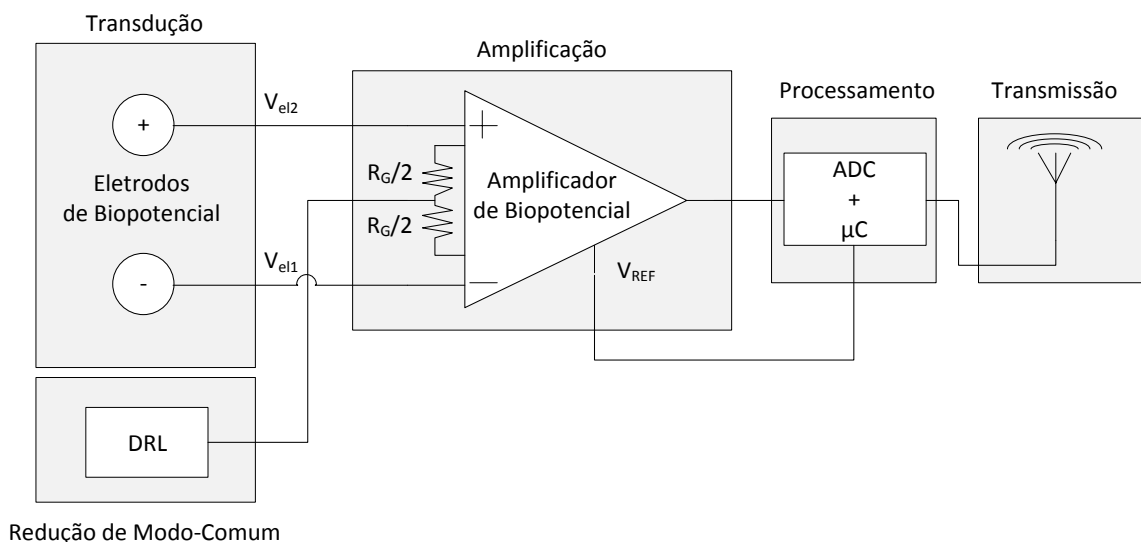 Transdução
Amplificação
Processamento
Transmissão
V_el2
+
Eletrodos
de Biopotencial
-
V_el1
R_G/2
R_G/2
+
Amplificador
de Biopotencial
−
V_REF
ADC
+
µC
DRL
Redução de Modo-Comum